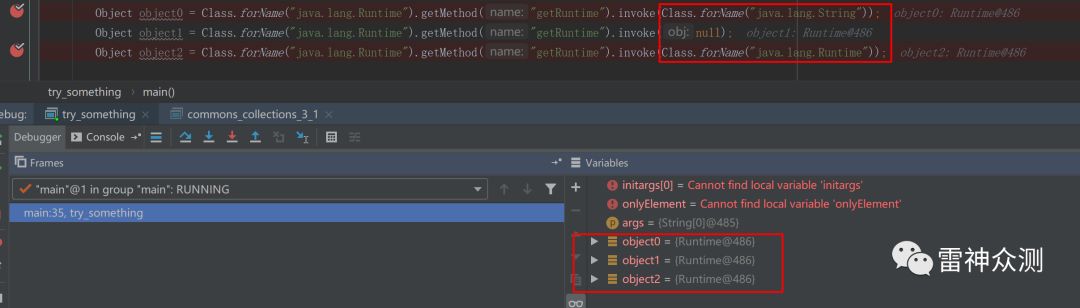 Object object0 = Class.forName("java.lang.Runtime").getMethod( name: "getRuntime").invoke(Class.forName("java.lang.String")); object0: Runtime@486
Object object1 = Class.forName("java.lang.Runtime").getMethod( name: "getRuntime").invoke( obj: null); object1: Runtime@486
Object object2 = Class.forName("java.lang.Runtime").getMethod( name: "getRuntime").invoke(Class.forName("java.lang.Runtime")); object2: Runtime@486
try_something › main()
ebug: try_something × commons_collections_3_1 ×
Debugger Console
Frames
Variables
"main"@1 in group "main": RUNNING
main:35, try_something
initargs[0] = Cannot find local variable 'initargs'
onlyElement = Cannot find local variable 'onlyElement'
args = {String[0]@485}
object0 = {Runtime@486}
object1 = {Runtime@486}
object2 = {Runtime@486}
雷神众测